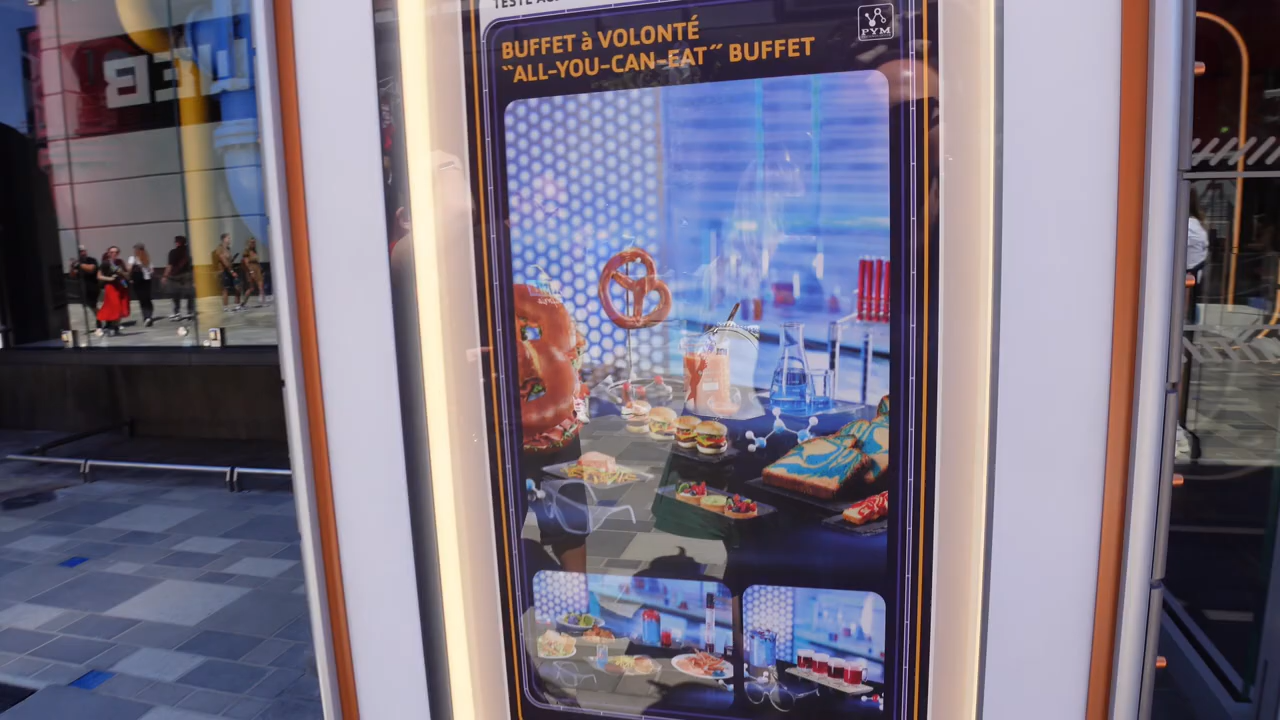 BUFFET à VOLONTÉ
“ALL-YOU-CAN-EAT” BUFFET
PYM